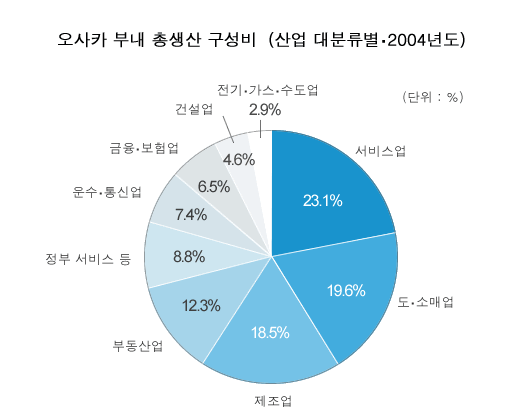 오사카 부내 총생산 구성비 (산업 대분류별·2004년도)
(단위 : %)
전기·가스·수도업
2.9%
건설업
4.6%
금융·보험업
6.5%
운수·통신업
7.4%
정부 서비스 등
8.8%
부동산업
12.3%
제조업
18.5%
도·소매업
19.6%
서비스업
23.1%